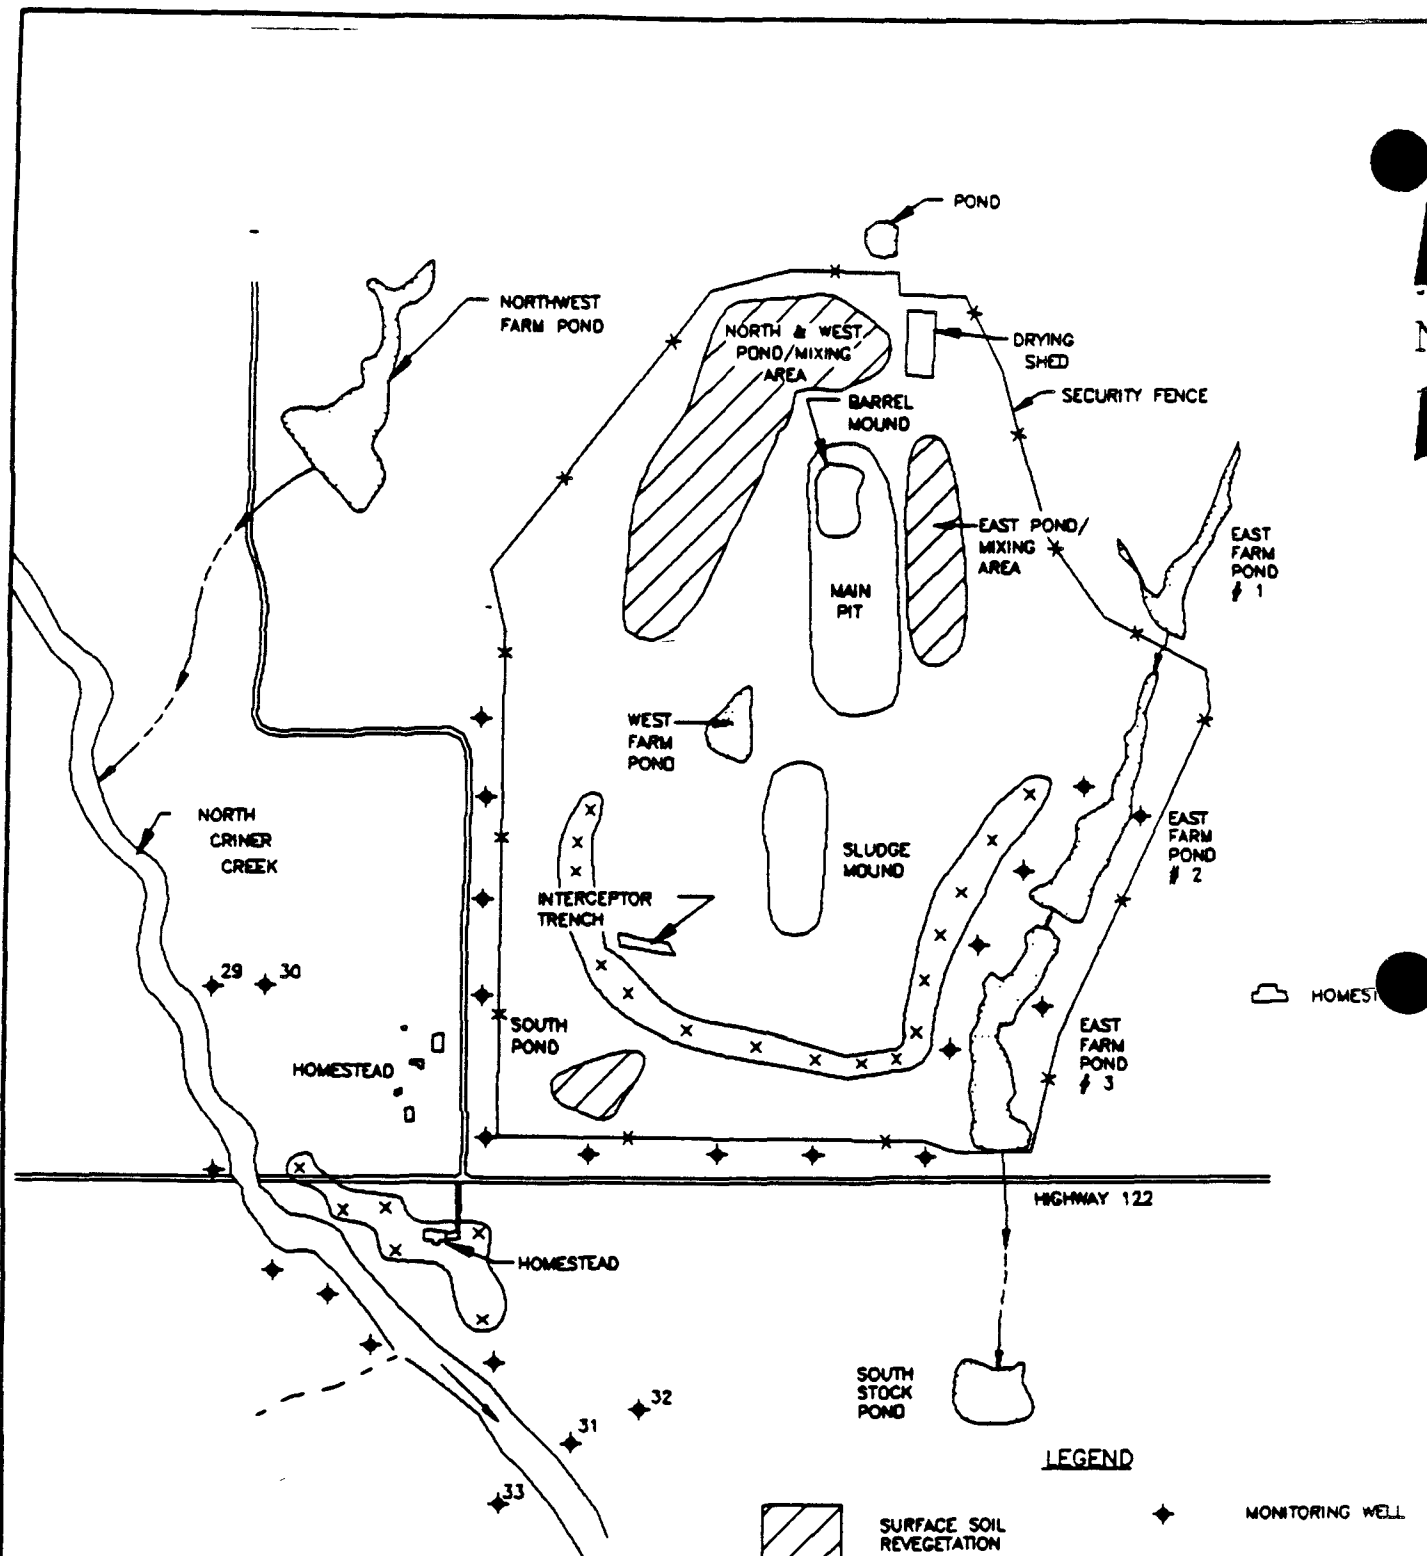 POND
NORTHWEST
FARM POND
NORTH & WEST
POND/MIXING
AREA
DRYING
SHED
SECURITY FENCE
BARREL
MOUND
EAST POND/
MIXING
AREA
EAST
FARM
POND
# 1
MAIN
PIT
WEST
FARM
POND
NORTH
CRINER
CREEK
EAST
FARM
POND
# 2
SLUDGE
MOUND
INTERCEPTOR
TRENCH
29
30
SOUTH
POND
HOMEST
EAST
FARM
POND
# 3
HOMESTEAD
HIGHWAY 122
HOMESTEAD
SOUTH
STOCK
POND
32
31
33
LEGEND
SURFACE SOIL
REVEGETATION
MONITORING WELL